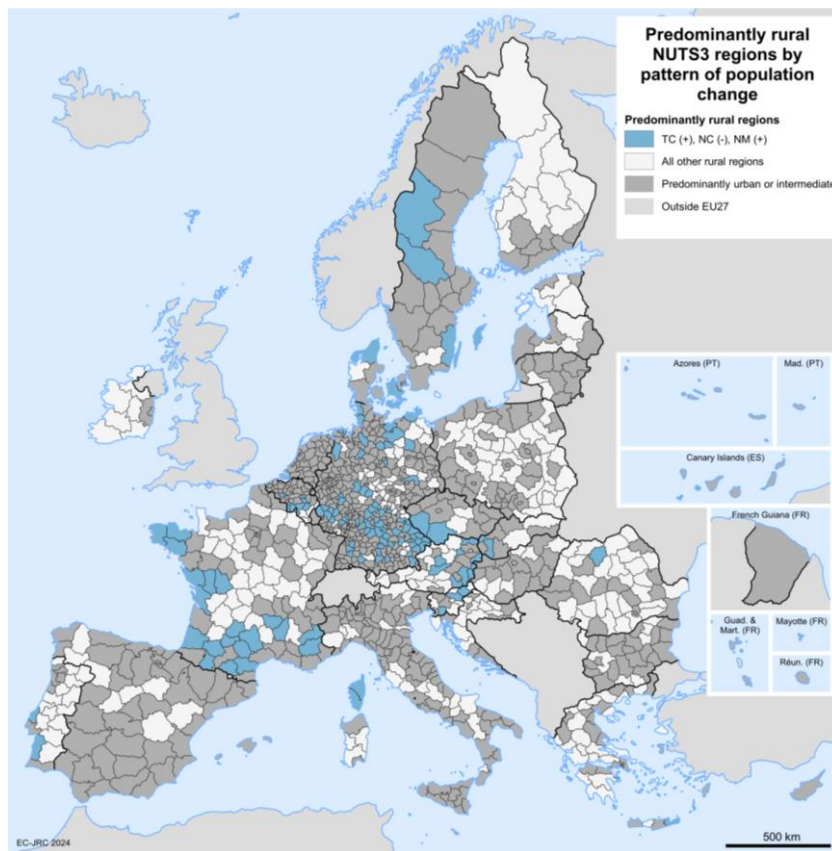 Predominantly rural
NUTS3 regions by
pattern of population
change
Predominantly rural regions
TC (+), NC (-), NM (+)
All other rural regions
Predominantly urban or intermediate
Outside EU27
Azores (PT)
Mad. (PT)
Canary Islands (ES)
French Guiana (FR)
Guad. &
Mart. (FR)
Mayotte (FR)
Réun. (FR)
EC-JRC 2024
500 km